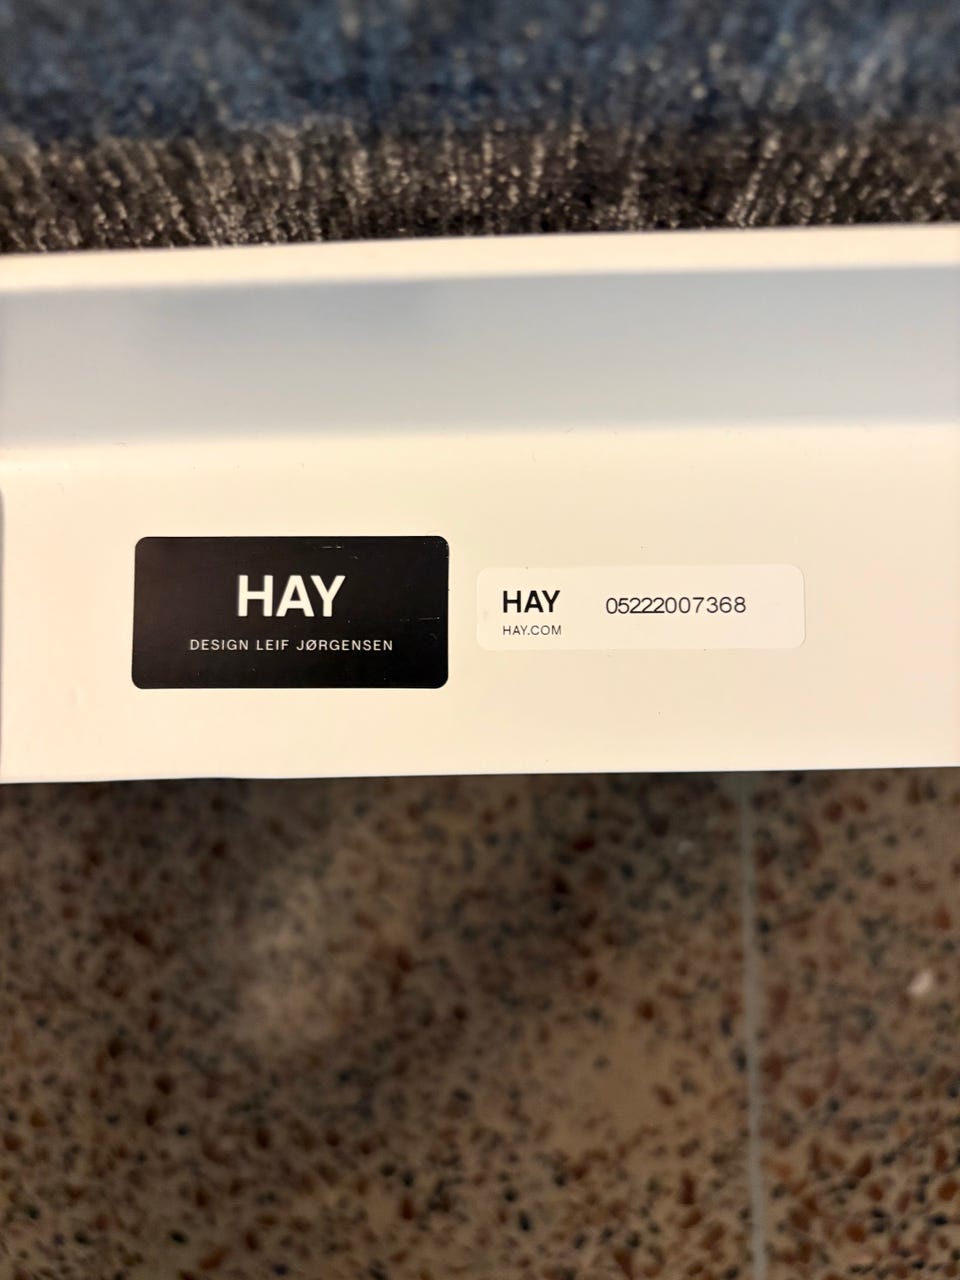 HAY
DESIGN LEIF JØRGENSEN
HAY 05222007368
HAY.COM